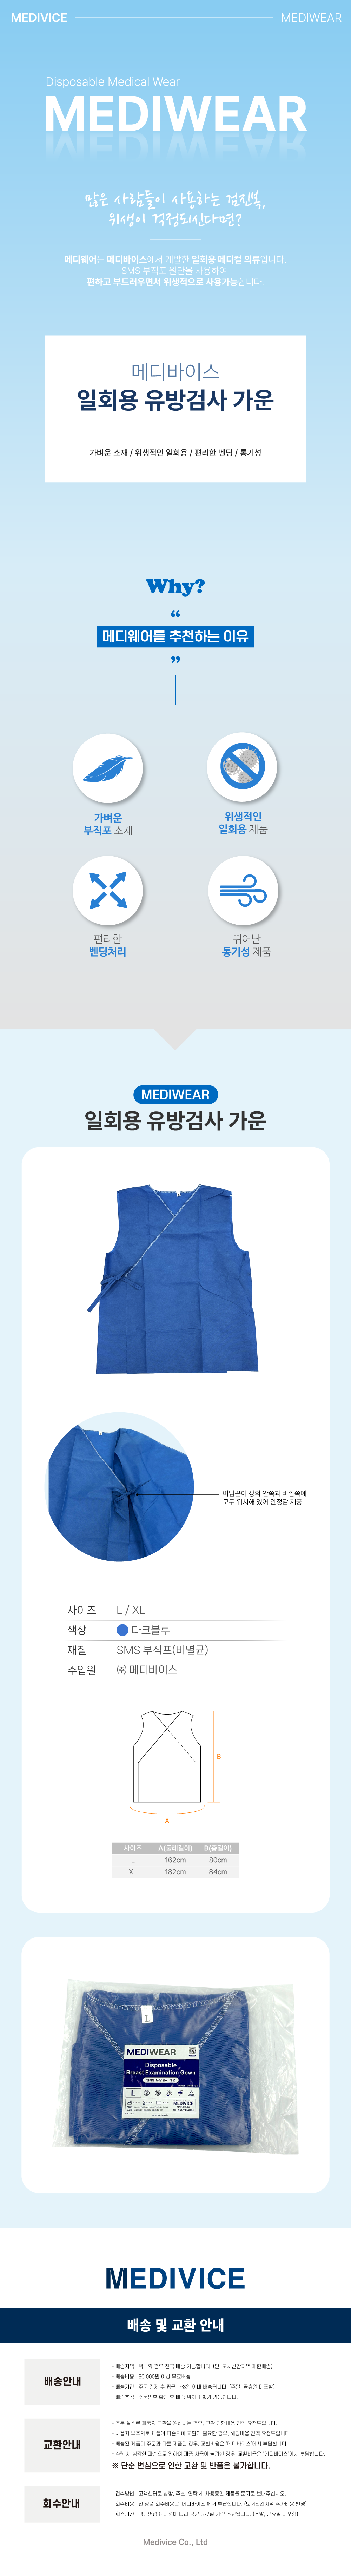 MEDIVICE
MEDIWEAR
Disposable Medical Wear
MEDIWEAR
많은 사람들이 사용하는 검진복,
위생이 걱정되신다면?
메디웨어는 메디바이스에서 개발한 일회용 메디컬 의류입니다.
SMS 부직포 원단을 사용하여
편하고 부드러우면서 위생적으로 사용가능합니다.
메디바이스
일회용 유방검사 가운
가벼운 소재 / 위생적인 일회용 / 편리한 벤딩 / 통기성
Why?
“
메디웨어를 추천하는 이유
”
가벼운
부직포 소재
위생적인
일회용 제품
편리한
벤딩처리
뛰어난
통기성 제품
MEDIWEAR
일회용 유방검사 가운
여밈끈이 상의 안쪽과 바깥쪽에
모두 위치해 있어 안정감 제공
사이즈 L / XL
색상 다크블루
재질 SMS 부직포(비멸균)
수입원 ㈜ 메디바이스
B
A
사이즈 A(둘레길이) B(총길이)
L 162cm 80cm
XL 182cm 84cm
L
MEDIWEAR
Disposable
Breast Examination Gown
일회용 유방검사 가운
L
MEDIVICE
MEDIVICE
배송 및 교환 안내
배송안내
- 배송지역 : 택배의 경우 전국 배송 가능합니다. (단, 도서산간지역 제한배송)
- 배송비용 : 50,000원 이상 무료배송
- 배송기간 : 주문 결제 후 평균 1-3일 이내 배송됩니다. (주말, 공휴일 미포함)
- 배송추적 : 주문번호 확인 후 배송 위치 조회가 가능합니다.
교환안내
- 주문 실수로 제품의 교환을 원하시는 경우, 교환 진행비용 전액 요청드립니다.
- 사용자 부주의로 제품이 파손되어 교환이 필요한 경우, 해당비용 전액 요청드립니다.
- 배송된 제품이 주문과 다른 제품일 경우, 교환비용은 '메디바이스'에서 부담합니다.
- 수령 시 심각한 파손으로 인하여 제품 사용이 불가한 경우, 교환비용은 '메디바이스'에서 부담합니다.
※ 단순 변심으로 인한 교환 및 반품은 불가합니다.
회수안내
- 접수방법 : 고객센터로 성함, 주소, 연락처, 사용중인 제품을 문자로 보내주십시오.
- 회수비용 : 전 상품 회수비용은 '메디바이스'에서 부담합니다. (도서산간지역 추가비용 발생)
- 회수기간 : 택배영업소 사정에 따라 평균 3-7일 가량 소요됩니다. (주말, 공휴일 미포함)
Medivice Co., Ltd